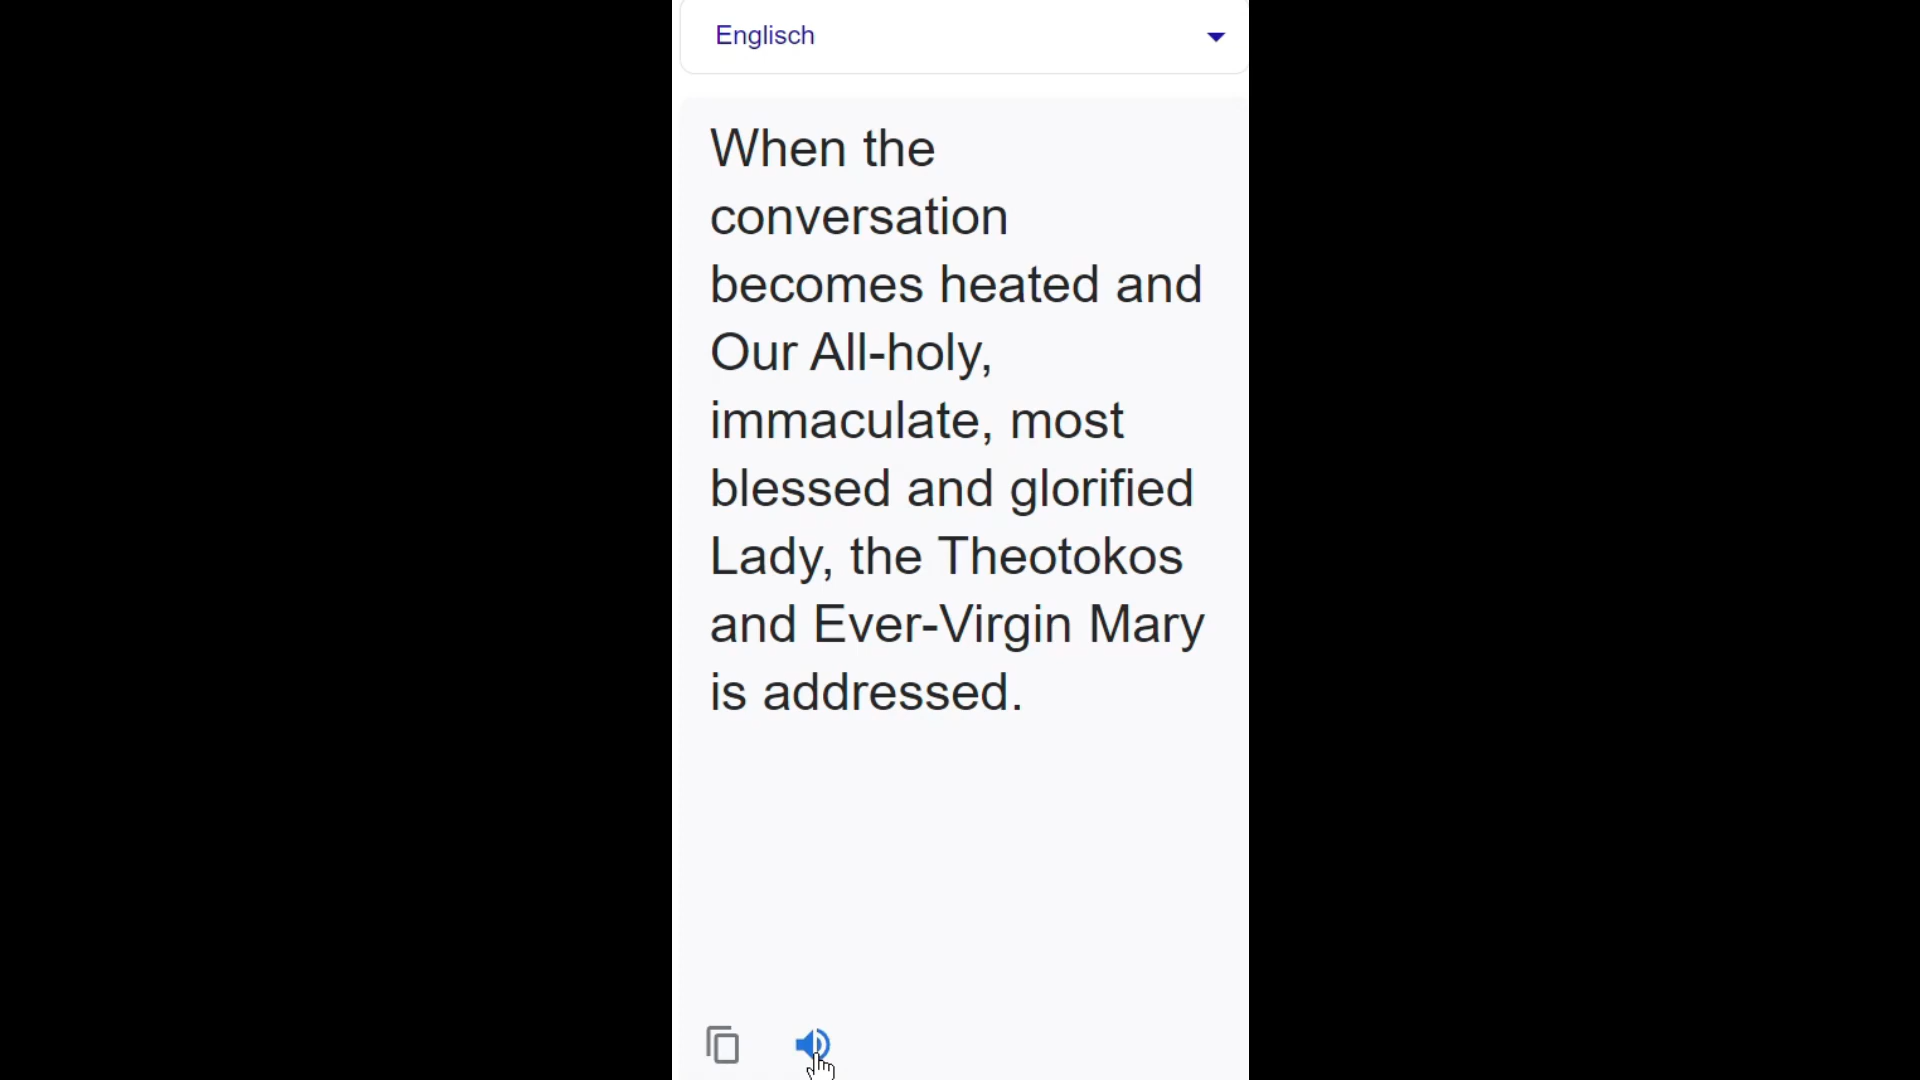 Englisch
When the
conversation
becomes heated and
Our All-holy,
immaculate, most
blessed and glorified
Lady, the Theotokos
and Ever-Virgin Mary
is addressed.